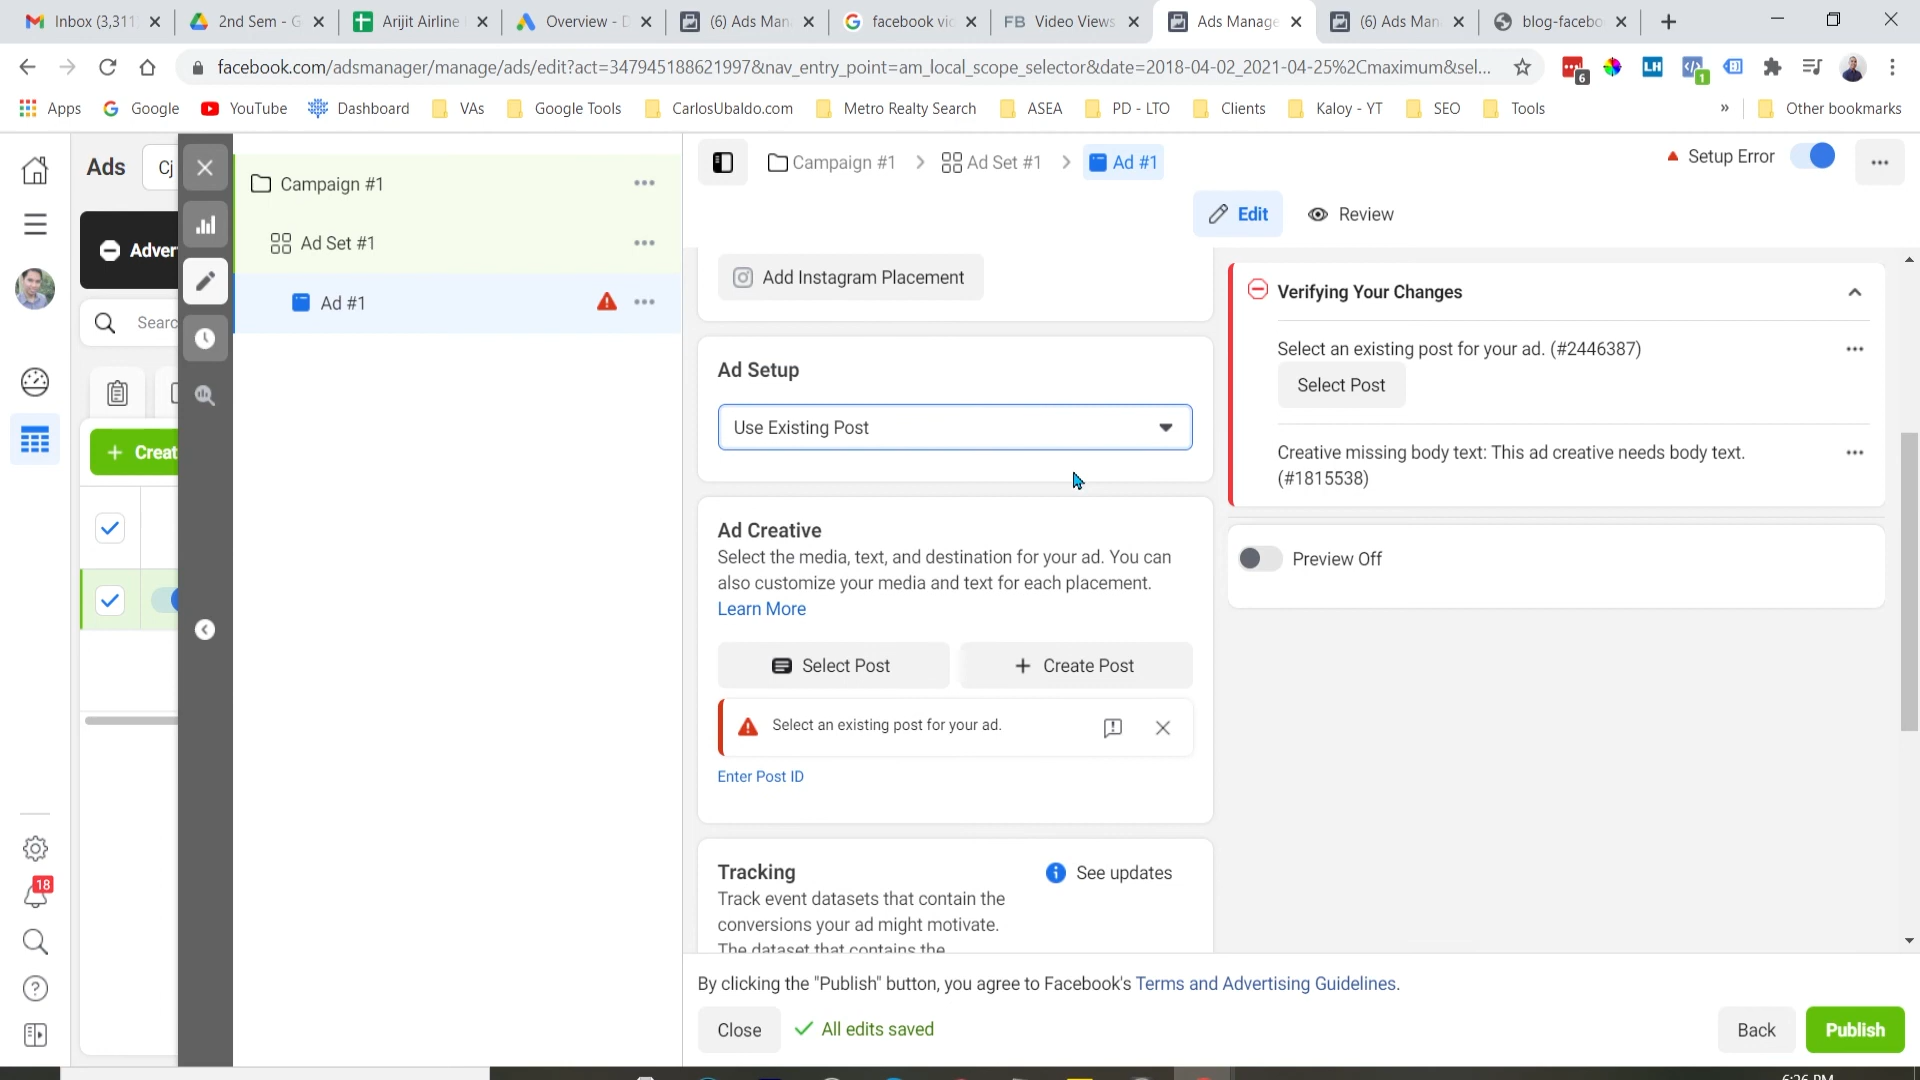 Inbox (3,311
2nd Sem - G
Arijit Airline
Overview - D
(6) Ads Man
facebook vie
FB Video Views
Ads Manage
(6) Ads Man
blog-facebo
facebook.com/adsmanager/manage/ads/edit?act=347945188621997&nav_entry_point=am_local_scope_selector&date=2018-04-02_2021-04-25%2Cmaximum&sel...
6
LH
1
Apps
Google
YouTube
Dashboard
VAs
Google Tools
CarlosUbaldo.com
Metro Realty Search
ASEA
PD - LTO
Clients
Kaloy - YT
SEO
Tools
»
Other bookmarks
Ads
Cj
Adver
Searc
+ Creat
18
Campaign #1
Ad Set #1
Ad #1
Campaign #1 > Ad Set #1 > Ad #1
Setup Error
Edit
Review
Add Instagram Placement
Ad Setup
Use Existing Post
Ad Creative
Select the media, text, and destination for your ad. You can
also customize your media and text for each placement.
Learn More
Select Post
+ Create Post
Select an existing post for your ad.
Enter Post ID
Tracking
See updates
Track event datasets that contain the
conversions your ad might motivate.
The dataset that contains the
Verifying Your Changes
Select an existing post for your ad. (#2446387)
Select Post
Creative missing body text: This ad creative needs body text.
(#1815538)
Preview Off
By clicking the "Publish" button, you agree to Facebook's Terms and Advertising Guidelines.
Close
All edits saved
Back
Publish
6:26 PM